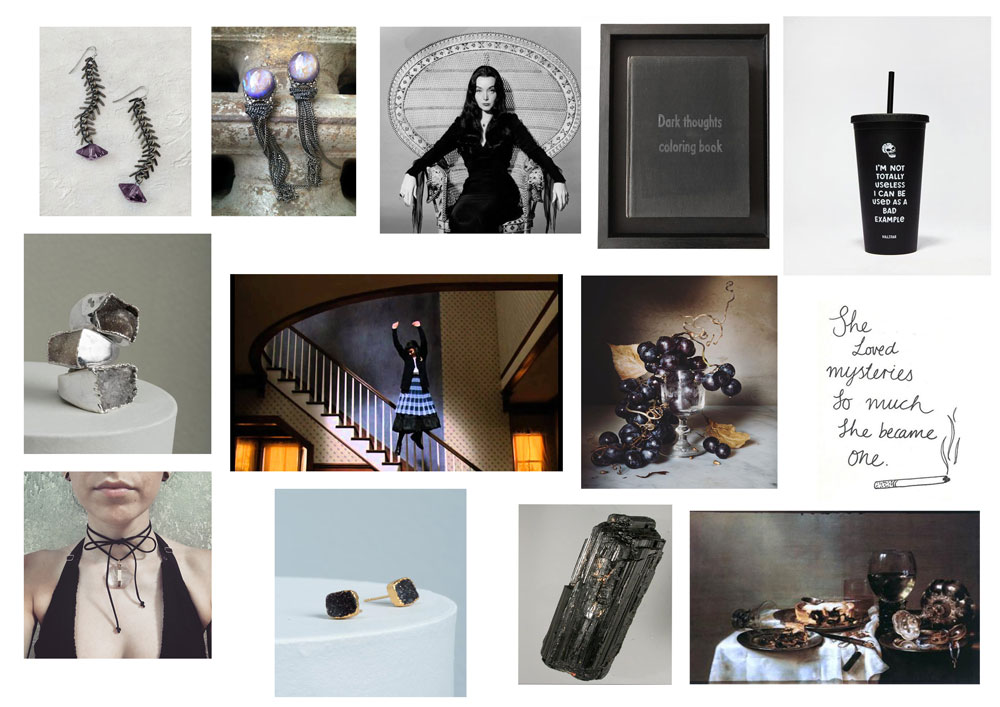 Dark thoughts
coloring book
I'M NOT
TOTALLY
USELESS
I CAN BE
USED AS A
BAD
EXAMPLE
She
Loved
mysteries
So much
She became
one.